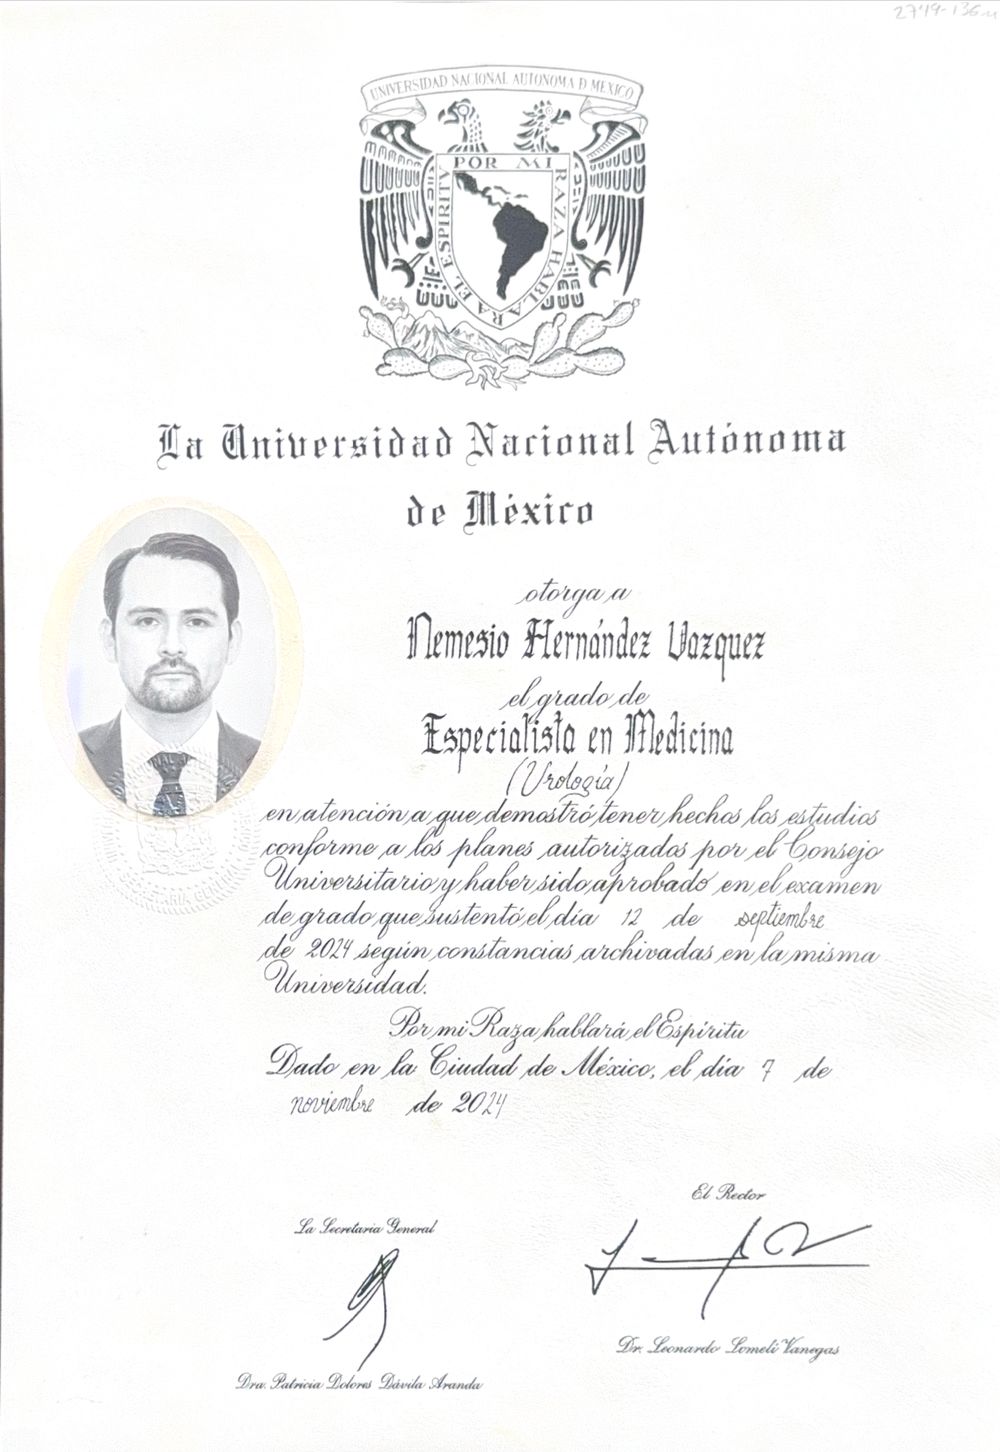 2749-136-u
UNIVERSIDAD NACIONAL AUTONOMA D MEXICO
POR MI RAZA HABLARA EL ESPIRITU
La Universidad Nacional Autónoma
de México
otorga a
Nemesio Hernández Vazquez
el grado de
Especialista en Medicina
(Urología)
en atención a que demostró tener hechos los estudios
conforme a los planes autorizados por el Consejo
Universitario y haber sido aprobado en el examen
de grado que sustentó el día 12 de septiembre
de 2024 según constancias archivadas en la misma
Universidad.
Por mi Raza hablará el Espíritu
Dado en la Ciudad de México, el día 7 de
noviembre de 2024
El Rector
La Secretaria General
Dr. Leonardo Lomelí Vanegas
Dra. Patricia Dolores Dávila Aranda